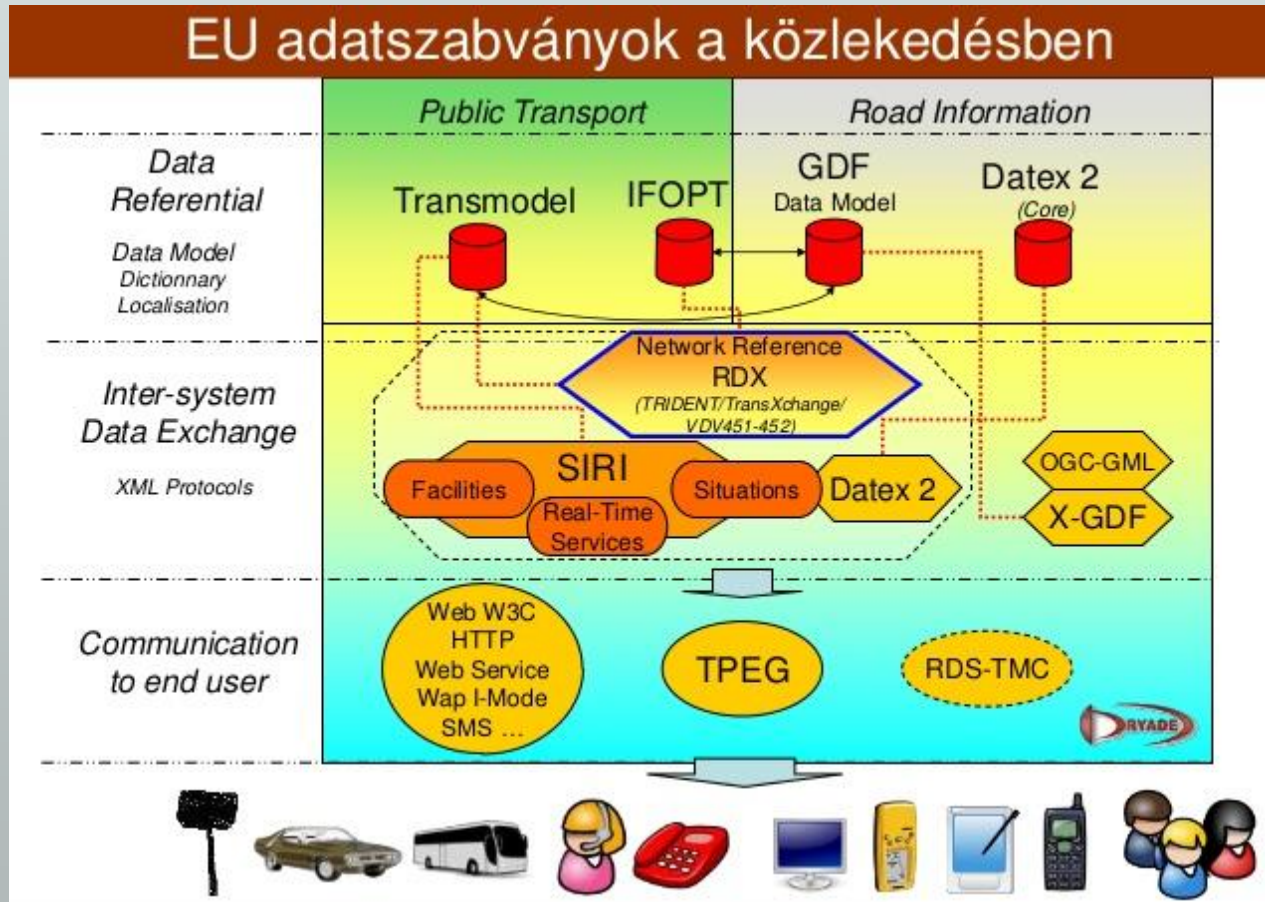 EU adatszabványok a közlekedésben
Public Transport
Road Information
Data
Referential
Data Model
Dictionnary
Localisation
Transmodel
IFOPT
GDF
Data Model
Datex 2
(Core)
Inter-system
Data Exchange
XML Protocols
Network Reference
RDX
(TRIDENT/TransXchange/
VDV451-452)
SIRI
Facilities
Real-Time
Services
Situations
Datex 2
OGC-GML
X-GDF
Communication
to end user
Web W3C
HTTP
Web Service
Wap I-Mode
SMS ...
TPEG
RDS-TMC
DRYADE